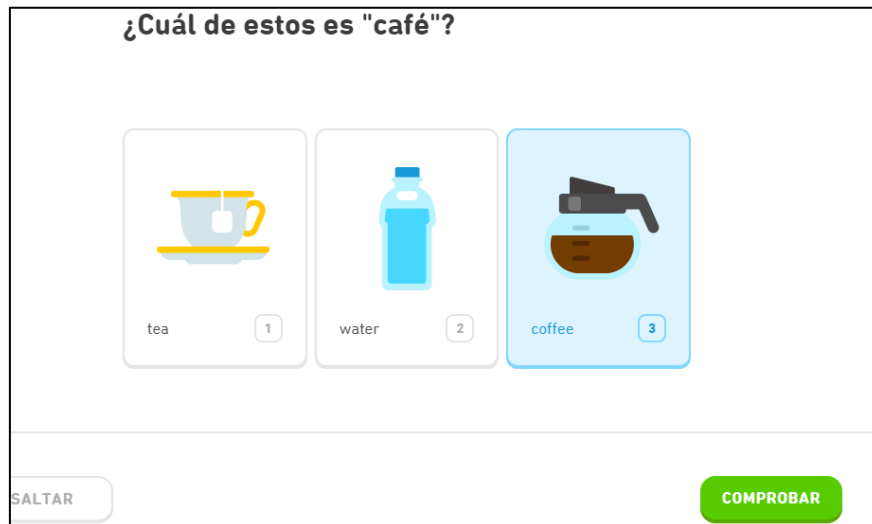 ¿Cuál de estos es "café"?
tea 1
water 2
coffee 3
SALTAR
COMPROBAR